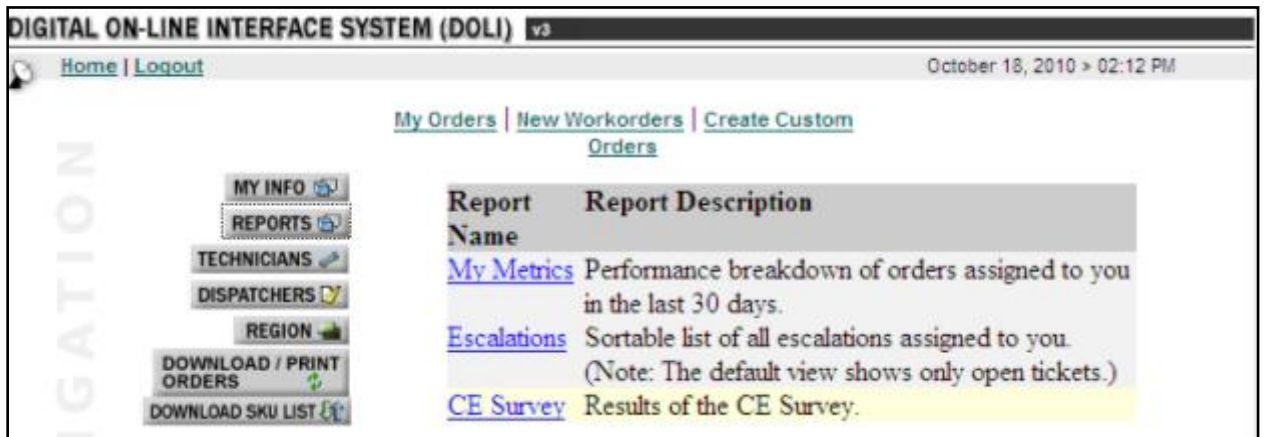 DIGITAL ON-LINE INTERFACE SYSTEM (DOLI) v3
Home | Logout October 18, 2010 > 02:12 PM
My Orders | New Workorders | Create Custom
Orders
MY INFO
REPORTS
TECHNICIANS
DISPATCHERS
REGION
DOWNLOAD / PRINT
ORDERS
DOWNLOAD SKU LIST
IGATION
Report Report Description
Name
My Metrics Performance breakdown of orders assigned to you
in the last 30 days.
Escalations Sortable list of all escalations assigned to you.
(Note: The default view shows only open tickets.)
CE Survey Results of the CE Survey.